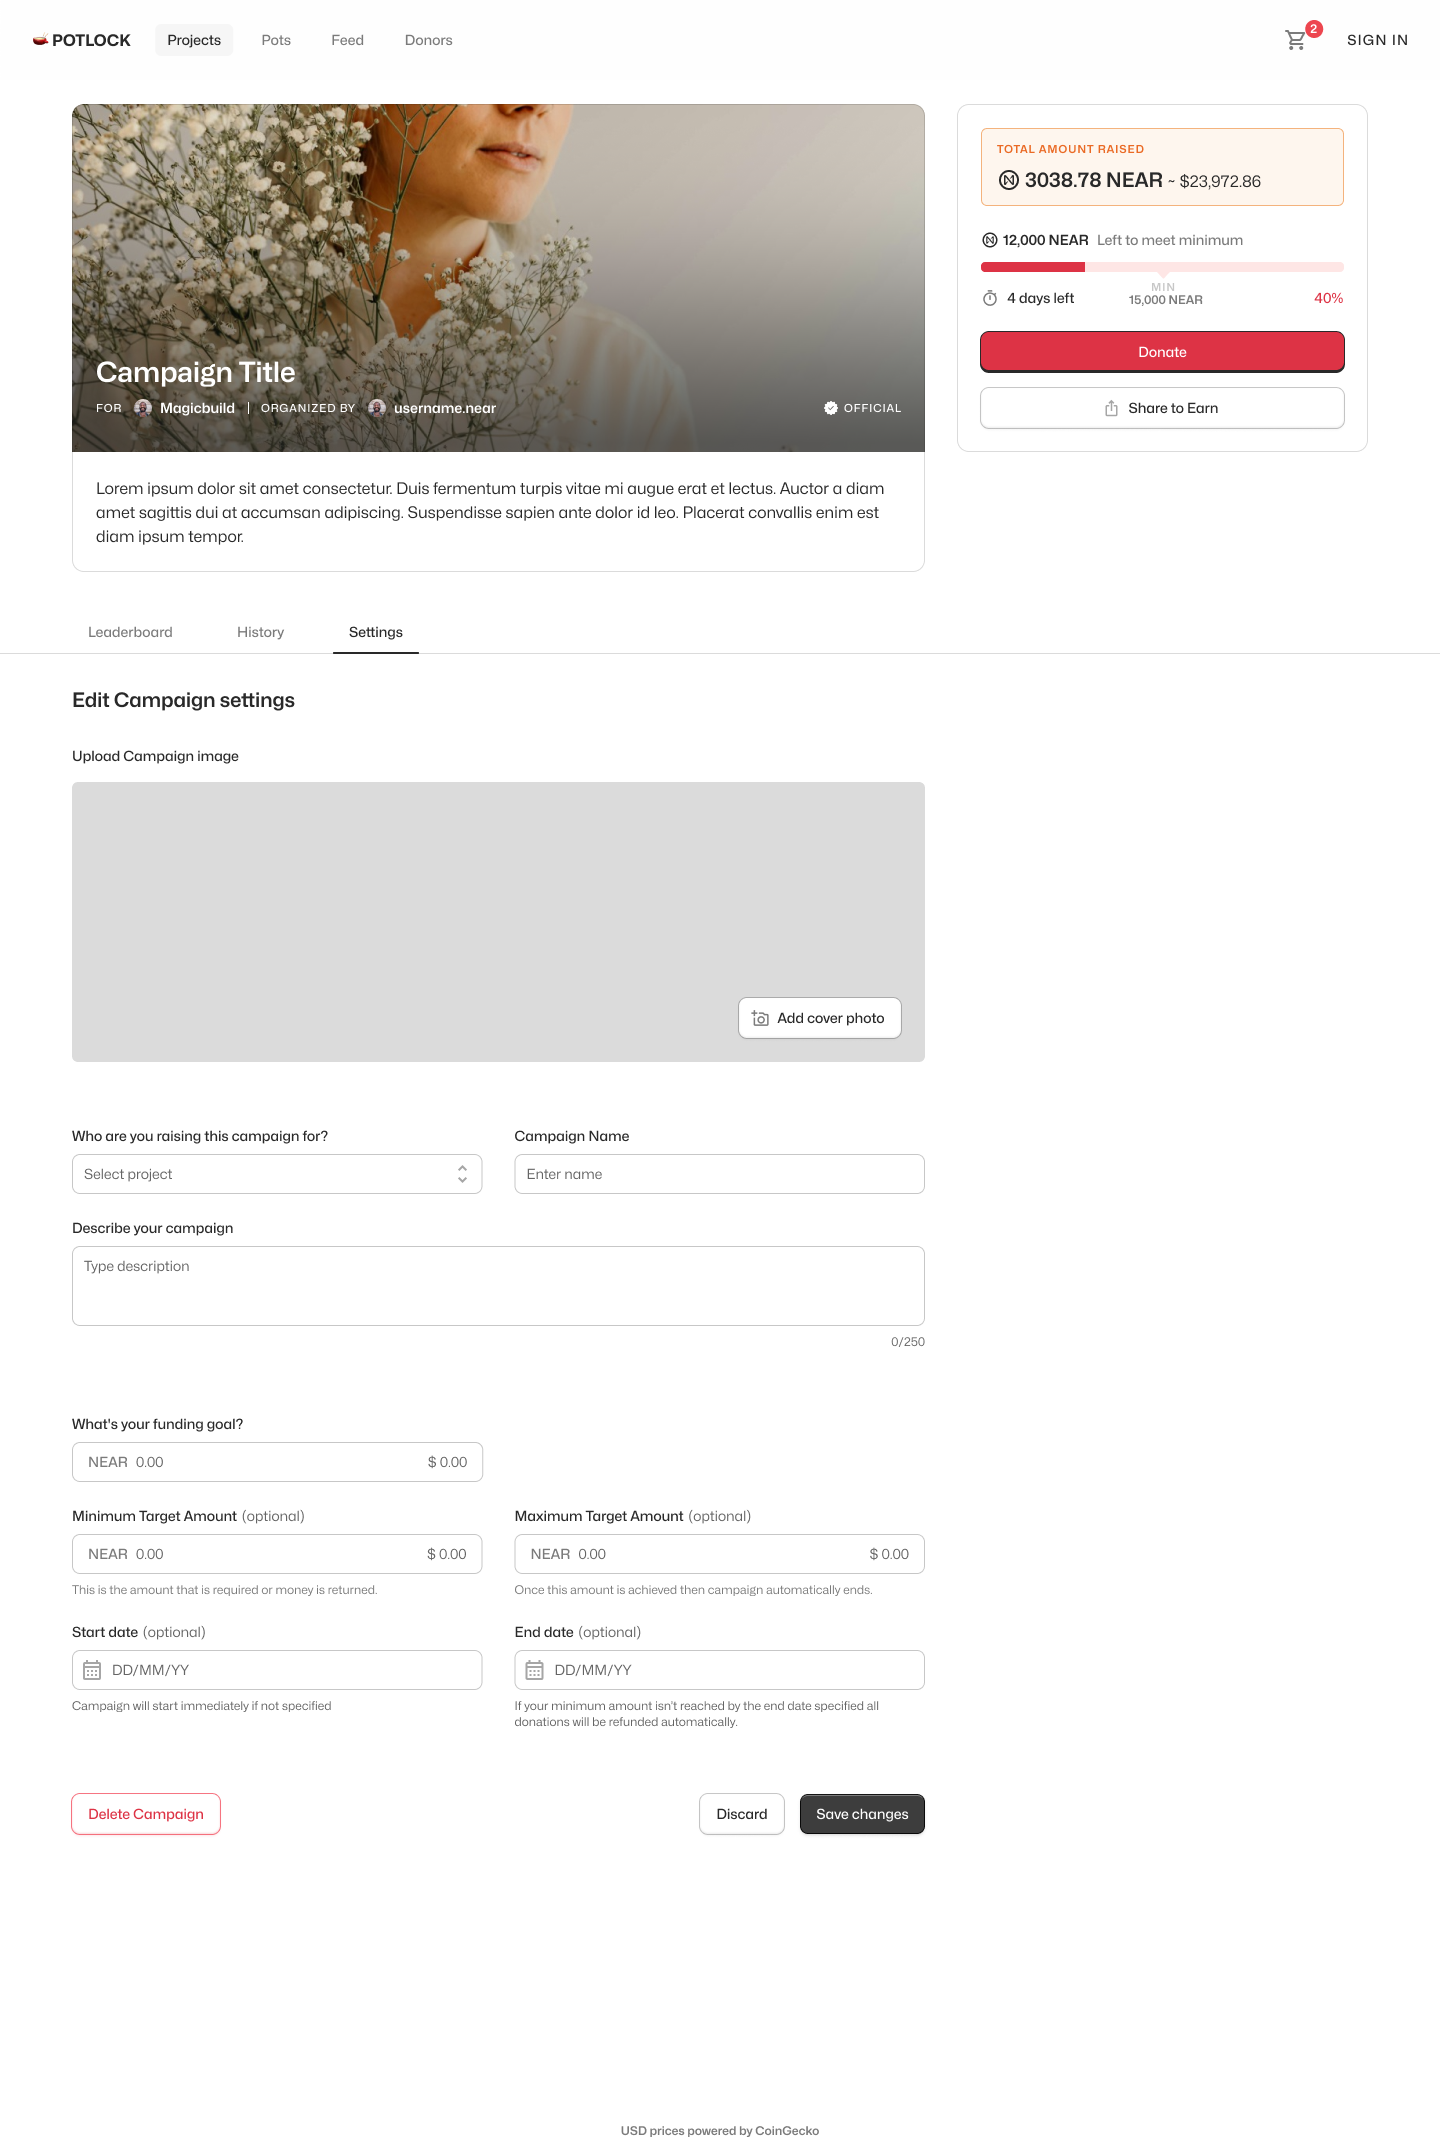 POTLOCK
Projects
Pots
Feed
Donors
2
SIGN IN
Campaign Title
FOR Magicbuild | ORGANIZED BY username.near
OFFICIAL
Lorem ipsum dolor sit amet consectetur. Duis fermentum turpis vitae mi augue erat et lectus. Auctor a diam
amet sagittis dui at accumsan adipiscing. Suspendisse sapien ante dolor id leo. Placerat convallis enim est
diam ipsum tempor.
TOTAL AMOUNT RAISED
3038.78 NEAR ~ $23,972.86
12,000 NEAR Left to meet minimum
MIN
4 days left
15,000 NEAR
40%
Donate
Share to Earn
Leaderboard
History
Settings
Edit Campaign settings
Upload Campaign image
Add cover photo
Who are you raising this campaign for?
Select project
Campaign Name
Enter name
Describe your campaign
Type description
0/250
What's your funding goal?
NEAR 0.00 $ 0.00
Minimum Target Amount (optional)
NEAR 0.00 $ 0.00
This is the amount that is required or money is returned.
Maximum Target Amount (optional)
NEAR 0.00 $ 0.00
Once this amount is achieved then campaign automatically ends.
Start date (optional)
DD/MM/YY
Campaign will start immediately if not specified
End date (optional)
DD/MM/YY
If your minimum amount isn't reached by the end date specified all
donations will be refunded automatically.
Delete Campaign
Discard
Save changes
USD prices powered by CoinGecko